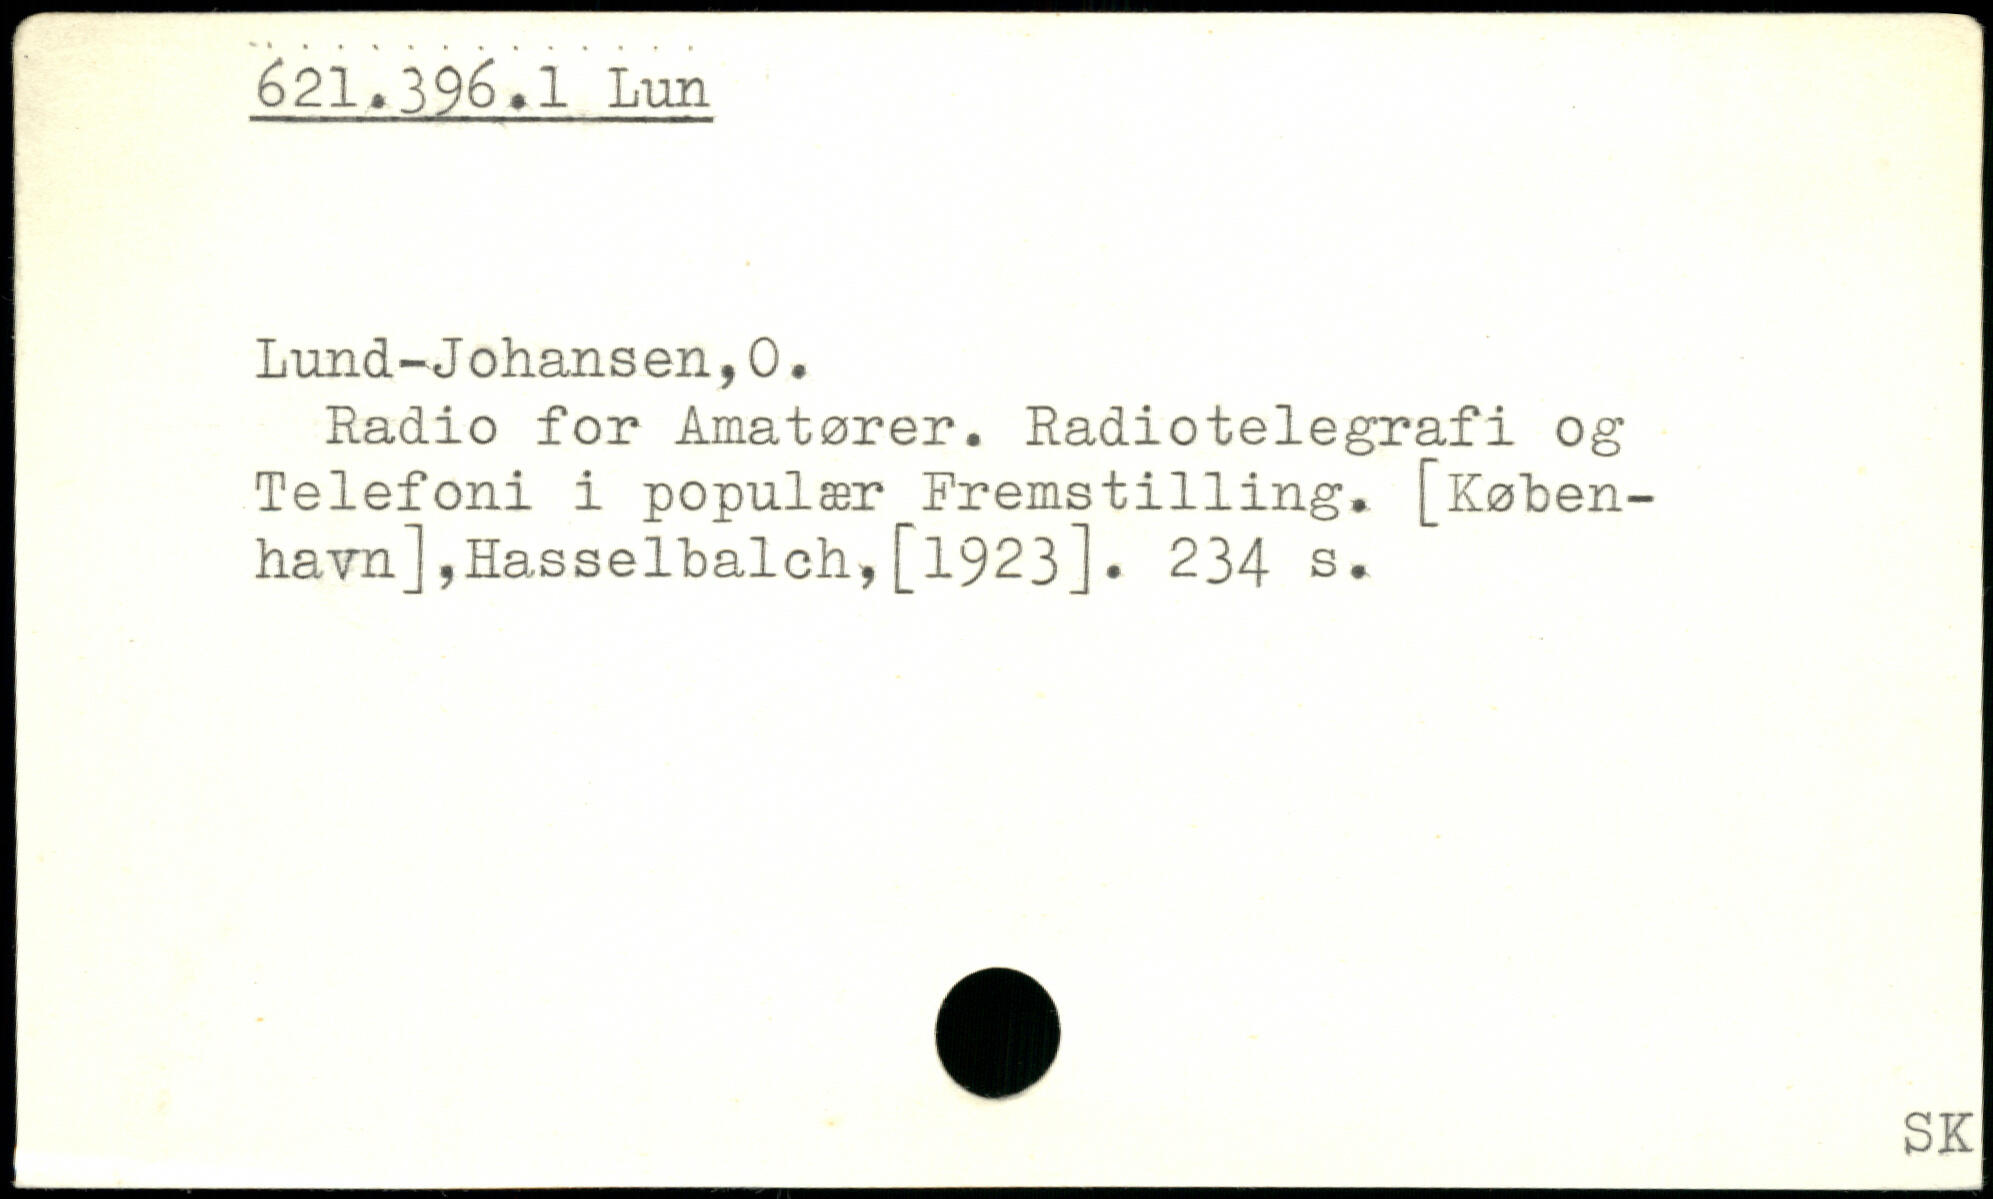 621.396.1 Lun
Lund-Johansen,O.
Radio for Amatører. Radiotelegrafi og
Telefoni i populær Fremstilling. [Køben-
havn],Hasselbalch,[1923]. 234 s.
SK